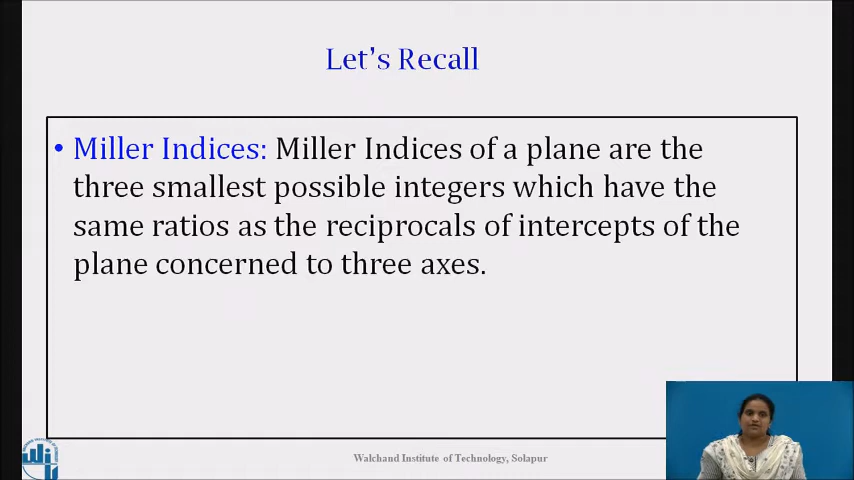 Let's Recall
• Miller Indices: Miller Indices of a plane are the
three smallest possible integers which have the
same ratios as the reciprocals of intercepts of the
plane concerned to three axes.
Walchand Institute of Technology, Solapur